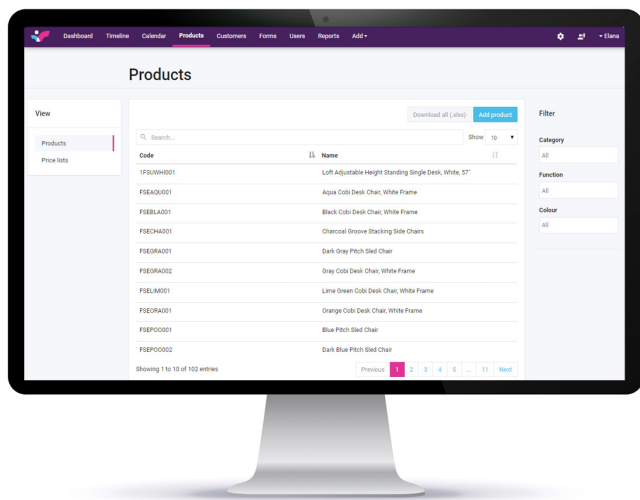 Dashboard Timeline Calendar Products Customers Forms Users Reports Add Elana
Products
View
Products
Price lists
Download all (.xlsx) Add product
Search... Show 10
Code Name
1FSUWHI001 Loft Adjustable Height Standing Single Desk, White, 57"
FSEAQU001 Aqua Cobi Desk Chair, White Frame
FSEBLA001 Black Cobi Desk Chair, White Frame
FSECHA001 Charcoal Groove Stacking Side Chairs
FSEGRA001 Dark Gray Pitch Sled Chair
FSEGRA002 Gray Cobi Desk Chair, White Frame
FSELIM001 Lime Green Cobi Desk Chair, White Frame
FSEORA001 Orange Cobi Desk Chair, White Frame
FSEPOO001 Blue Pitch Sled Chair
FSEPOO002 Dark Blue Pitch Sled Chair
Showing 1 to 10 of 102 entries Previous 1 2 3 4 5 ... 11 Next
Filter
Category
All
Function
All
Colour
All